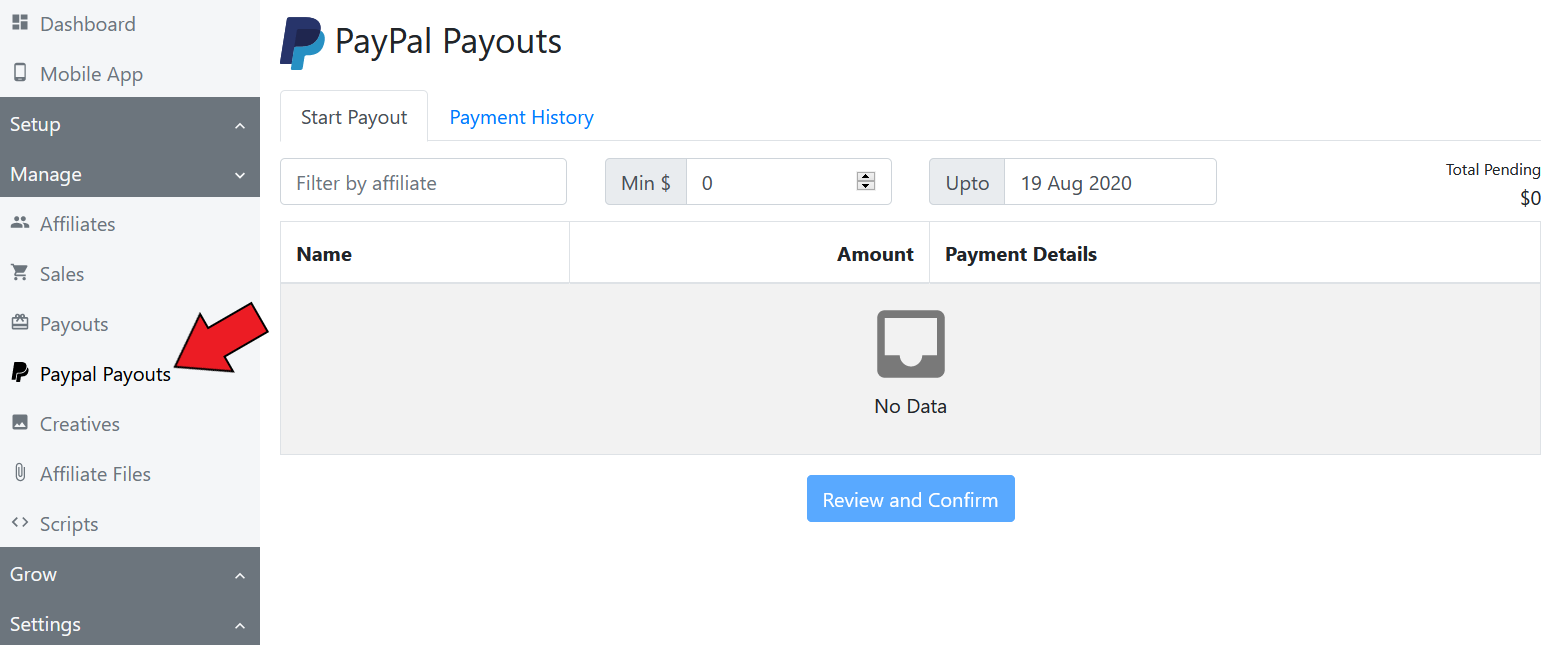 Dashboard
Mobile App
Setup
Manage
Affiliates
Sales
Payouts
Paypal Payouts
Creatives
Affiliate Files
Scripts
Grow
Settings
PayPal Payouts
Start Payout Payment History
Filter by affiliate Min $ 0 Upto 19 Aug 2020 Total Pending
$0
Name Amount Payment Details
No Data
Review and Confirm